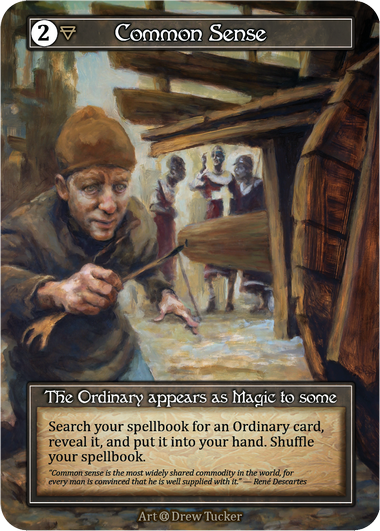 2 Common Sense
The Ordinary appears as Magic to some
Search your spellbook for an Ordinary card,
reveal it, and put it into your hand. Shuffle
your spellbook.
"Common sense is the most widely shared commodity in the world, for
every man is convinced that he is well supplied with it." — René Descartes
Art @ Drew Tucker